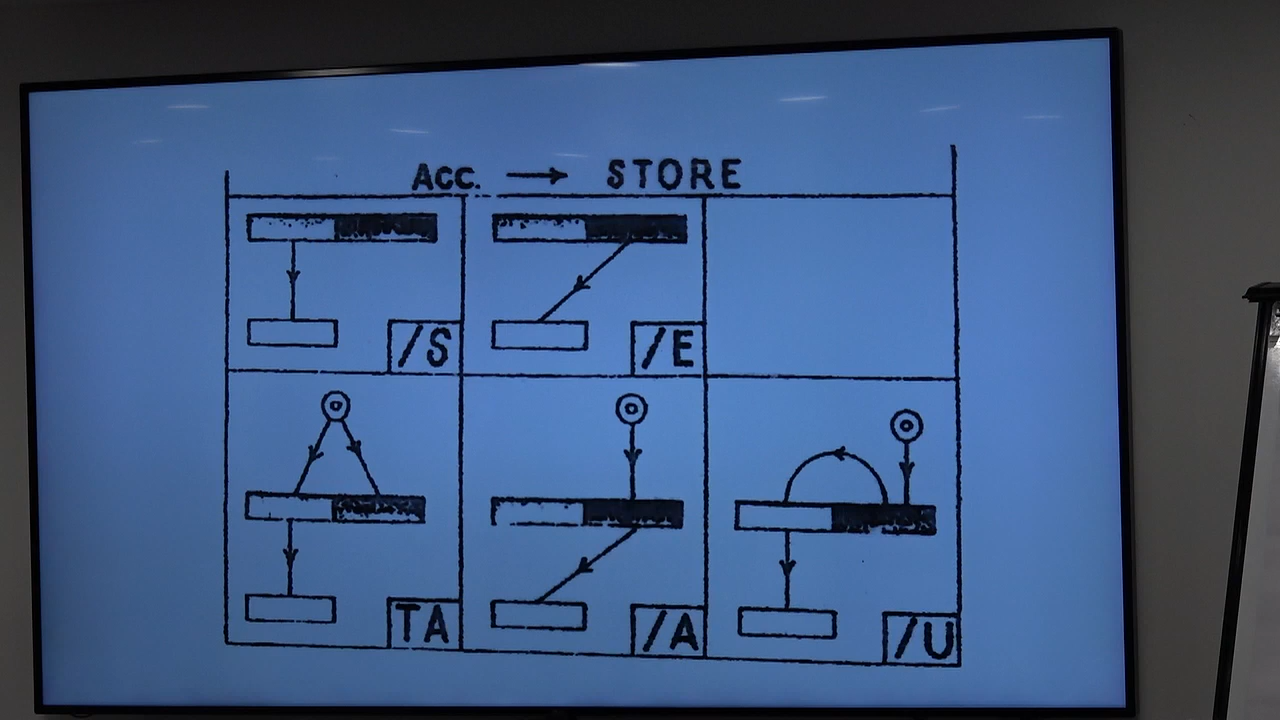 ACC. → STORE
/S
/E
TA
/A
/U